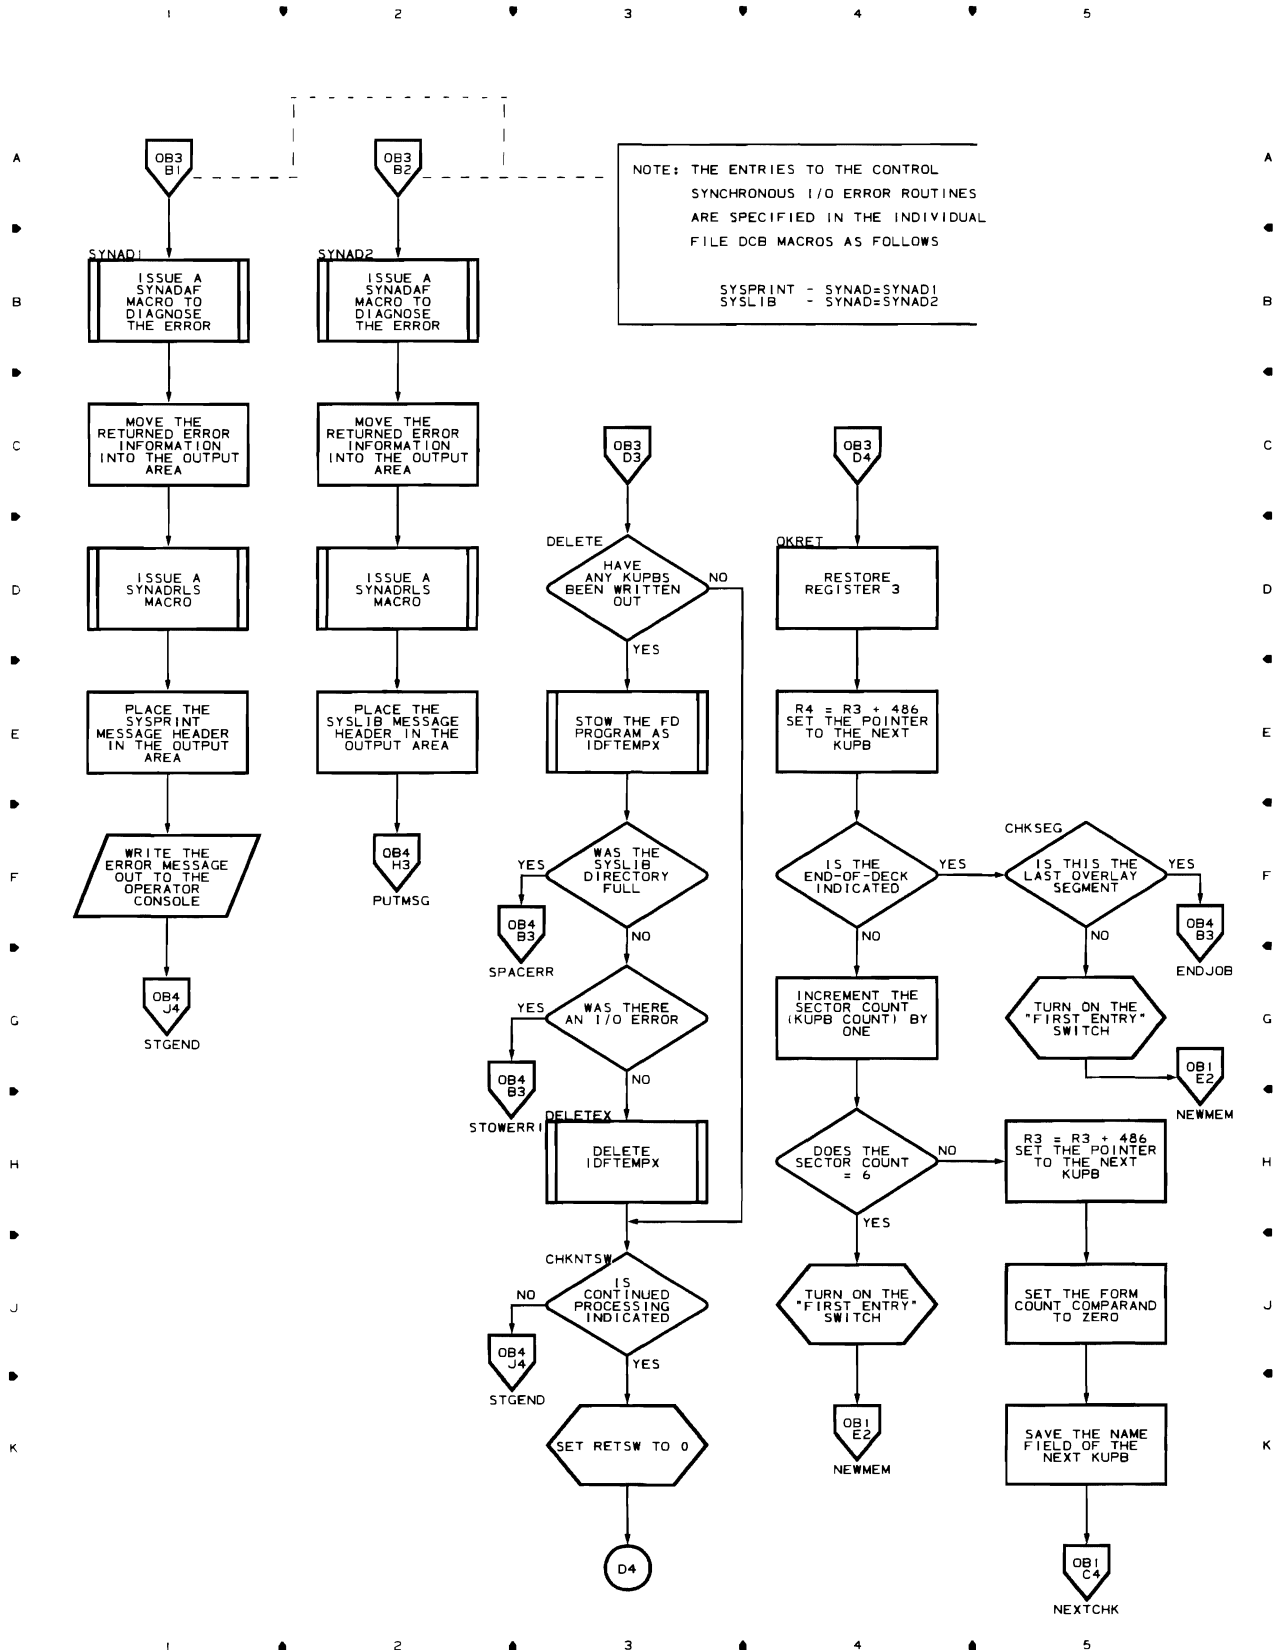 1 2 3 4 5
A
OB3
B1
OB3
B2
A
NOTE: THE ENTRIES TO THE CONTROL
SYNCHRONOUS I/O ERROR ROUTINES
ARE SPECIFIED IN THE INDIVIDUAL
FILE DCB MACROS AS FOLLOWS
SYSPRINT - SYNAD=SYNAD1
SYSLIB - SYNAD=SYNAD2
B
SYNAD1
ISSUE A
SYNADAF
MACRO TO
DIAGNOSE
THE ERROR
SYNAD2
ISSUE A
SYNADAF
MACRO TO
DIAGNOSE
THE ERROR
B
C
MOVE THE
RETURNED ERROR
INFORMATION
INTO THE OUTPUT
AREA
MOVE THE
RETURNED ERROR
INFORMATION
INTO THE OUTPUT
AREA
OB3
D3
OB3
D4
C
D
ISSUE A
SYNADRLS
MACRO
ISSUE A
SYNADRLS
MACRO
DELETE
HAVE
ANY KUPBS
BEEN WRITTEN
OUT
NO
YES
OKRET
RESTORE
REGISTER 3
D
E
PLACE THE
SYSPRINT
MESSAGE HEADER
IN THE OUTPUT
AREA
PLACE THE
SYSLIB MESSAGE
HEADER IN THE
OUTPUT AREA
STOW THE FD
PROGRAM AS
IDFTEMPX
R4 = R3 + 486
SET THE POINTER
TO THE NEXT
KUPB
E
F
WRITE THE
ERROR MESSAGE
OUT TO THE
OPERATOR
CONSOLE
OB4
H3
PUTMSG
YES
WAS THE
SYSLIB
DIRECTORY
FULL
NO
OB4
B3
SPACERR
IS THE
END-OF-DECK
INDICATED
YES
NO
CHKSEG
IS THIS THE
LAST OVERLAY
SEGMENT
YES
NO
OB4
B3
ENDJOB
F
G
OB4
J4
STGEND
YES
WAS THERE
AN I/O ERROR
NO
OB4
B3
STOWERR1
INCREMENT THE
SECTOR COUNT
(KUPB COUNT) BY
ONE
TURN ON THE
"FIRST ENTRY"
SWITCH
OB1
E2
NEWMEM
G
H
DELETEX
DELETE
IDFTEMPX
DOES THE
SECTOR COUNT
= 6
NO
YES
R3 = R3 + 486
SET THE POINTER
TO THE NEXT
KUPB
H
J
CHKNTSW
IS
CONTINUED
PROCESSING
INDICATED
NO
YES
OB4
J4
STGEND
TURN ON THE
"FIRST ENTRY"
SWITCH
SET THE FORM
COUNT COMPARAND
TO ZERO
J
K
SET RETSW TO 0
OB1
E2
NEWMEM
SAVE THE NAME
FIELD OF THE
NEXT KUPB
K
D4
OB1
C4
NEXTCHK
1 2 3 4 5